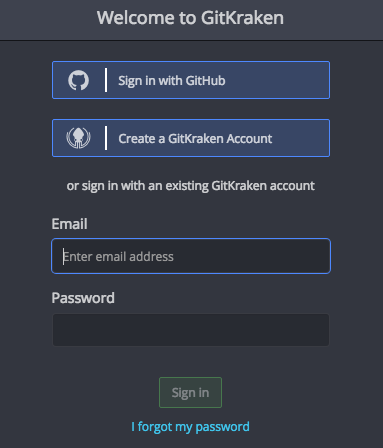 Welcome to GitKraken
Sign in with GitHub
Create a GitKraken Account
or sign in with an existing GitKraken account
Email
Enter email address
Password
Sign in
I forgot my password